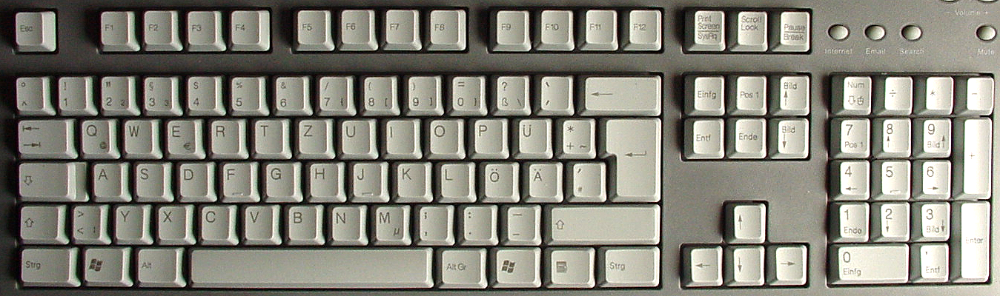 Esc F1 F2 F3 F4 F5 F6 F7 F8 F9 F10 F11 F12 Print Screen SysRq Scroll Lock Pause Break
- Volume +
Internet Email Search Mute
° ! " § $ % & / ( ) = ? `
^ 1 2 ² 3 ³ 4 5 6 7 { 8 [ 9 ] 0 } ß \ ´ ← Einfg Pos 1 Bild ↑ Num ÷ * -
Q @ W E € R T Z U I O P Ü * + ~ Entf Ende Bild ↓ 7 Pos 1 8 ↑ 9 Bild ↑ +
A S D F G H J K L Ö Ä ' # 4 ← 5 6 →
> < | Y X C V B N M µ ; , : . _ - ↑ 1 Ende 2 ↓ 3 Bild ↓ Enter
Strg Alt Alt Gr Strg ← ↓ → 0 Einfg , Entf